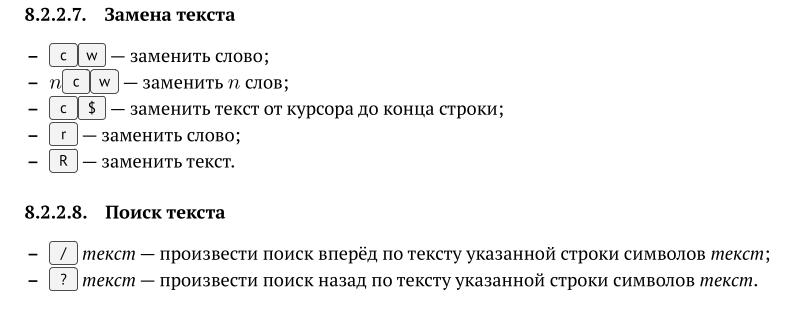 8.2.2.7. Замена текста
– c w — заменить слово;
– n c w — заменить n слов;
– c $ — заменить текст от курсора до конца строки;
– r — заменить слово;
– R — заменить текст.
8.2.2.8. Поиск текста
– / текст — произвести поиск вперёд по тексту указанной строки символов текст;
– ? текст — произвести поиск назад по тексту указанной строки символов текст.